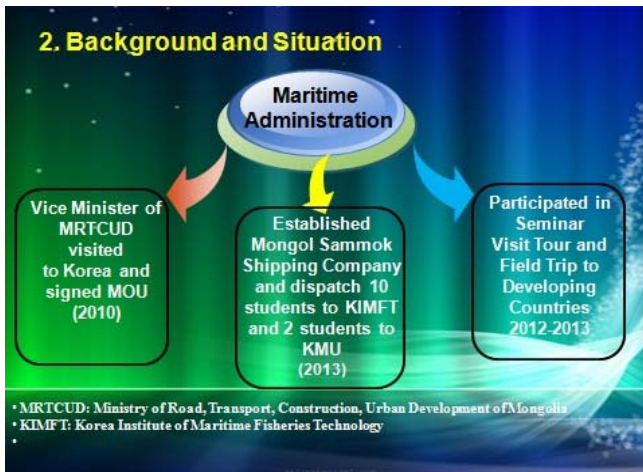 2. Background and Situation
Maritime
Administration
Vice Minister of
MRTCUD
visited
to Korea and
signed MOU
(2010)
Established
Mongol Sammok
Shipping Company
and dispatch 10
students to KIMFT
and 2 students to
KMU
(2013)
Participated in
Seminar
Visit Tour and
Field Trip to
Developing
Countries
2012-2013
• MRTCUD: Ministry of Road, Transport, Construction, Urban Development of Mongolia
• KIMFT: Korea Institute of Maritime Fisheries Technology
•